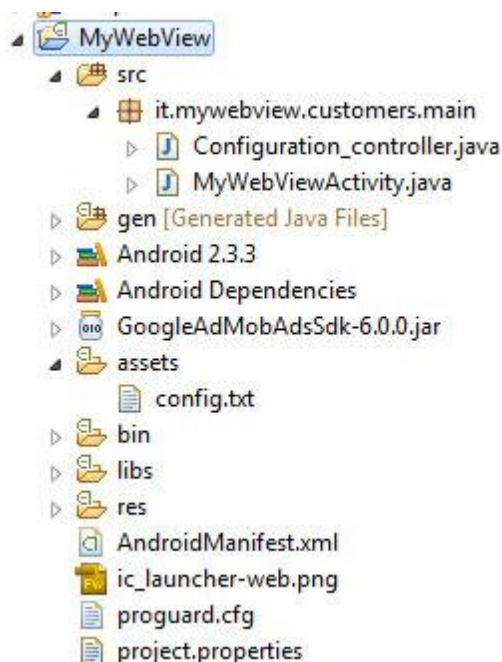 MyWebView
src
it.mywebview.customers.main
Configuration_controller.java
MyWebViewActivity.java
gen [Generated Java Files]
Android 2.3.3
Android Dependencies
GoogleAdMobAdsSdk-6.0.0.jar
assets
config.txt
bin
libs
res
AndroidManifest.xml
ic_launcher-web.png
proguard.cfg
project.properties